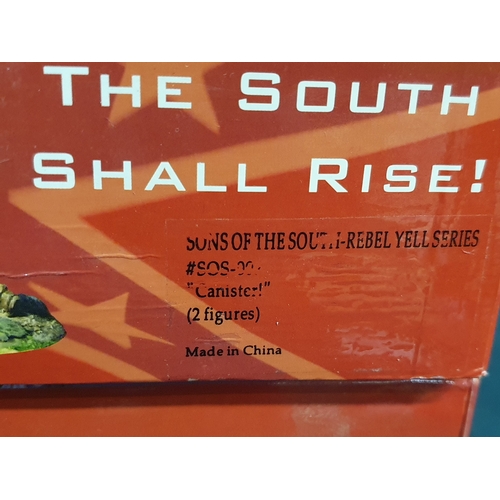 THE SOUTH
SHALL RISE!
SONS OF THE SOUTH-REBEL YELL SERIES
"Canister!"
(2 figures)
Made in China